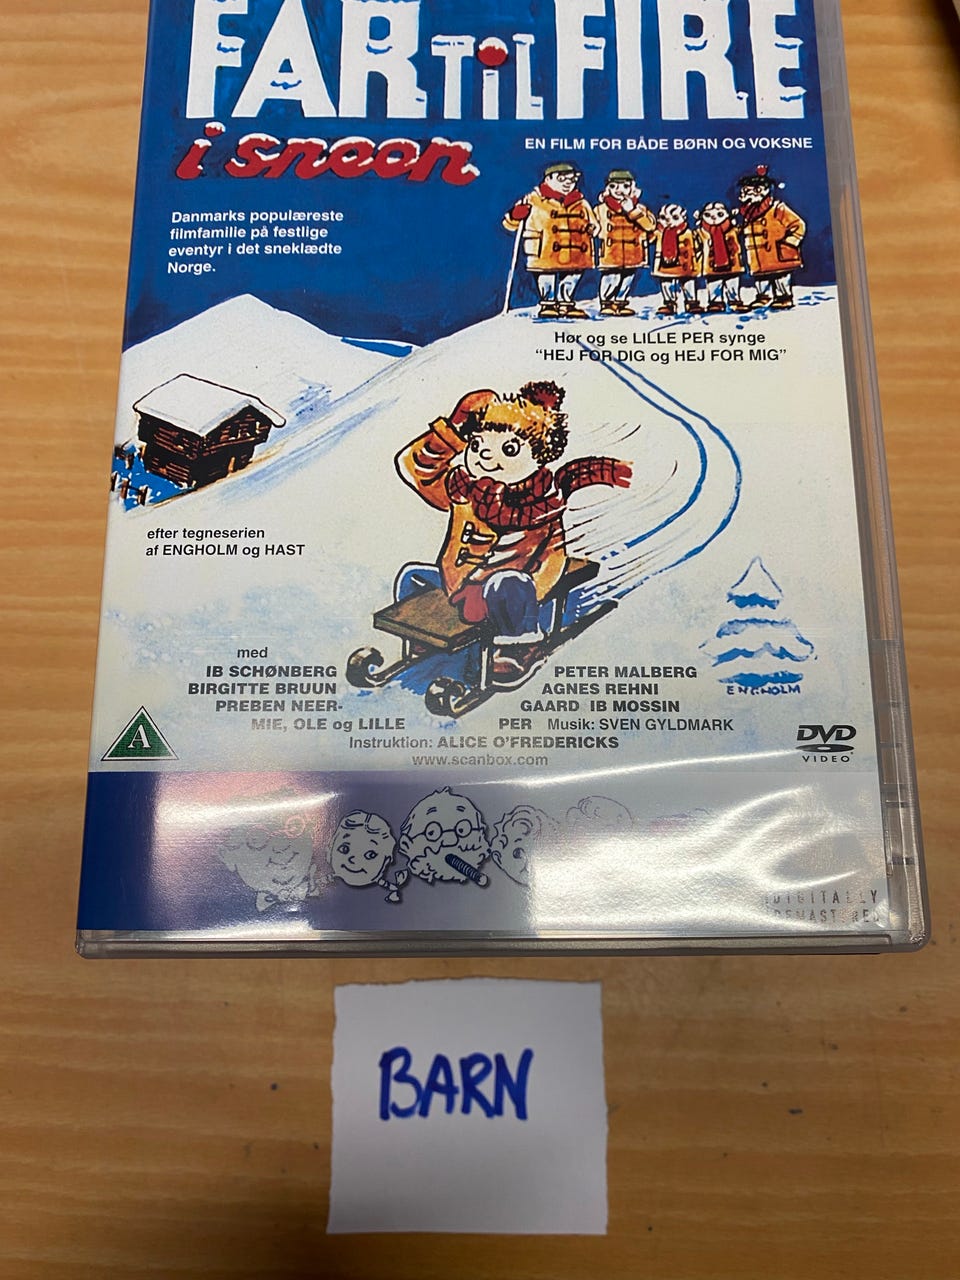 FAR TiL FIRE
i sneen
EN FILM FOR BÅDE BØRN OG VOKSNE
Danmarks populæreste
filmfamilie på festlige
eventyr i det sneklædte
Norge.
Hør og se LILLE PER synge
"HEJ FOR DIG og HEJ FOR MIG"
efter tegneserien
af ENGHOLM og HAST
ENGHOLM
med
IB SCHØNBERG PETER MALBERG
BIRGITTE BRUUN AGNES REHNI
PREBEN NEER- GAARD IB MOSSIN
MIE, OLE og LILLE PER Musik: SVEN GYLDMARK
Instruktion: ALICE O'FREDERICKS
www.scanbox.com
A
DVD
VIDEO
DIGITALLY
REMASTERED
BARN